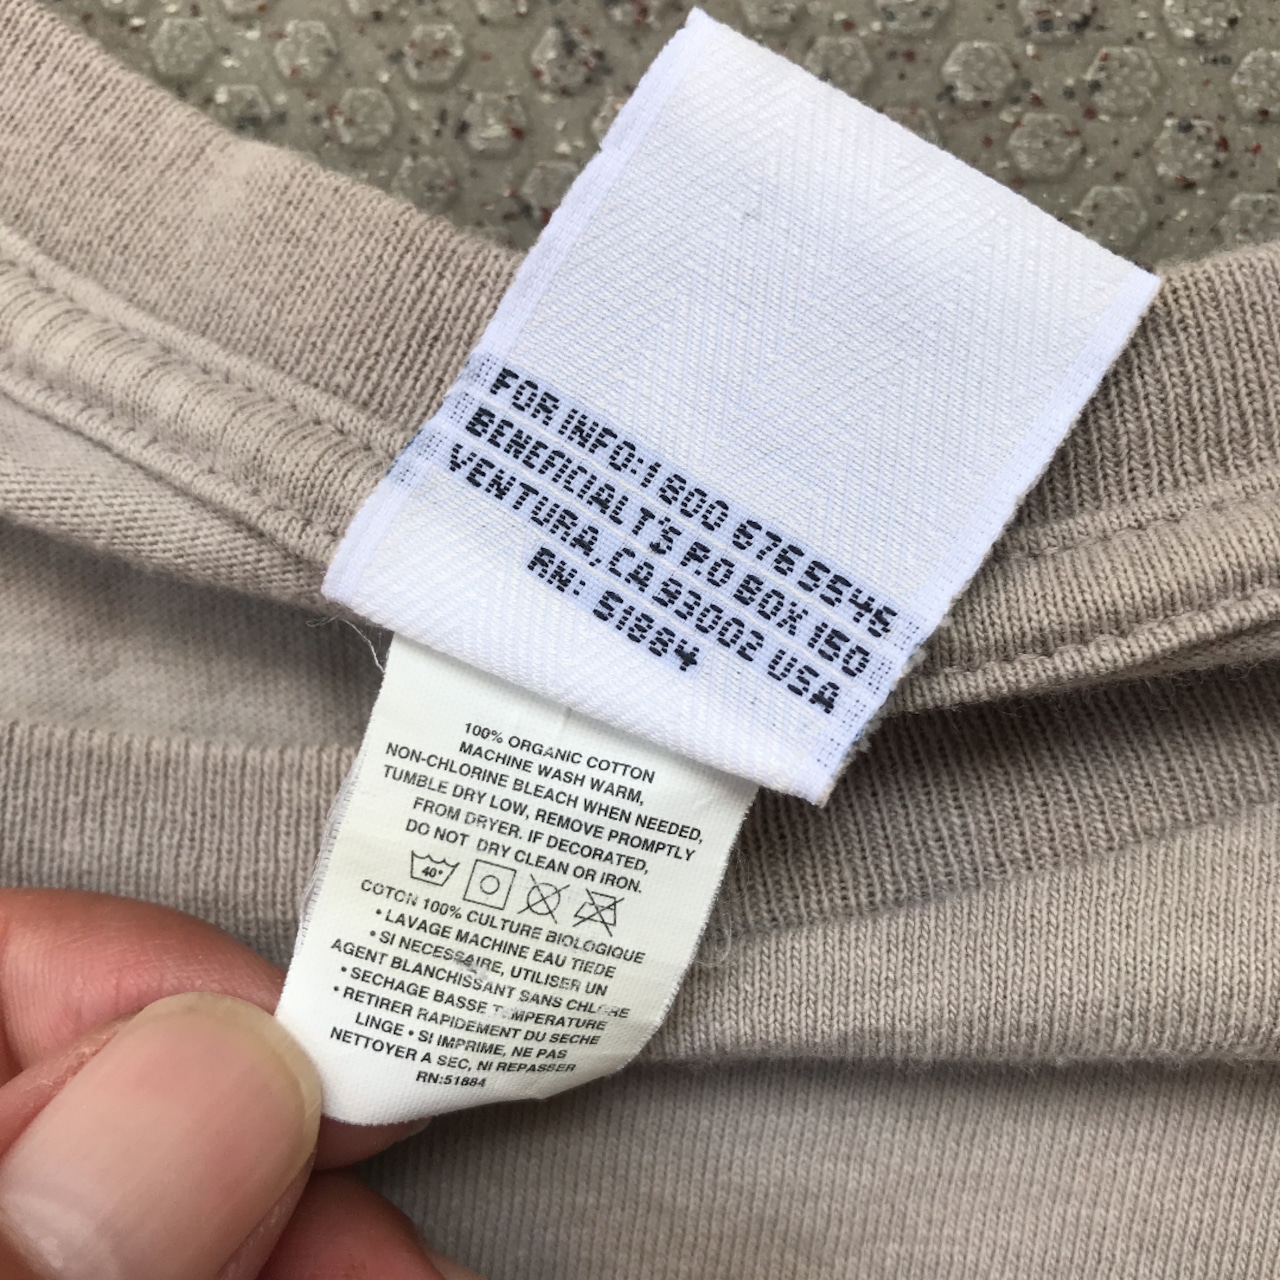 FOR INFO: 1 800 676 5545
BENEFICIAL T'S P.O BOX 150
VENTURA, CA 93002 USA
RN: 51884
100% ORGANIC COTTON
MACHINE WASH WARM,
NON-CHLORINE BLEACH WHEN NEEDED,
TUMBLE DRY LOW, REMOVE PROMPTLY
FROM DRYER. IF DECORATED,
DO NOT DRY CLEAN OR IRON.
40°
COTON 100% CULTURE BIOLOGIQUE
• LAVAGE MACHINE EAU TIEDE
• SI NECESSAIRE, UTILISER UN
AGENT BLANCHISSANT SANS CHLORE
• SECHAGE BASSE TEMPERATURE
• RETIRER RAPIDEMENT DU SECHE
LINGE • SI IMPRIME, NE PAS
NETTOYER A SEC, NI REPASSER
RN:51884